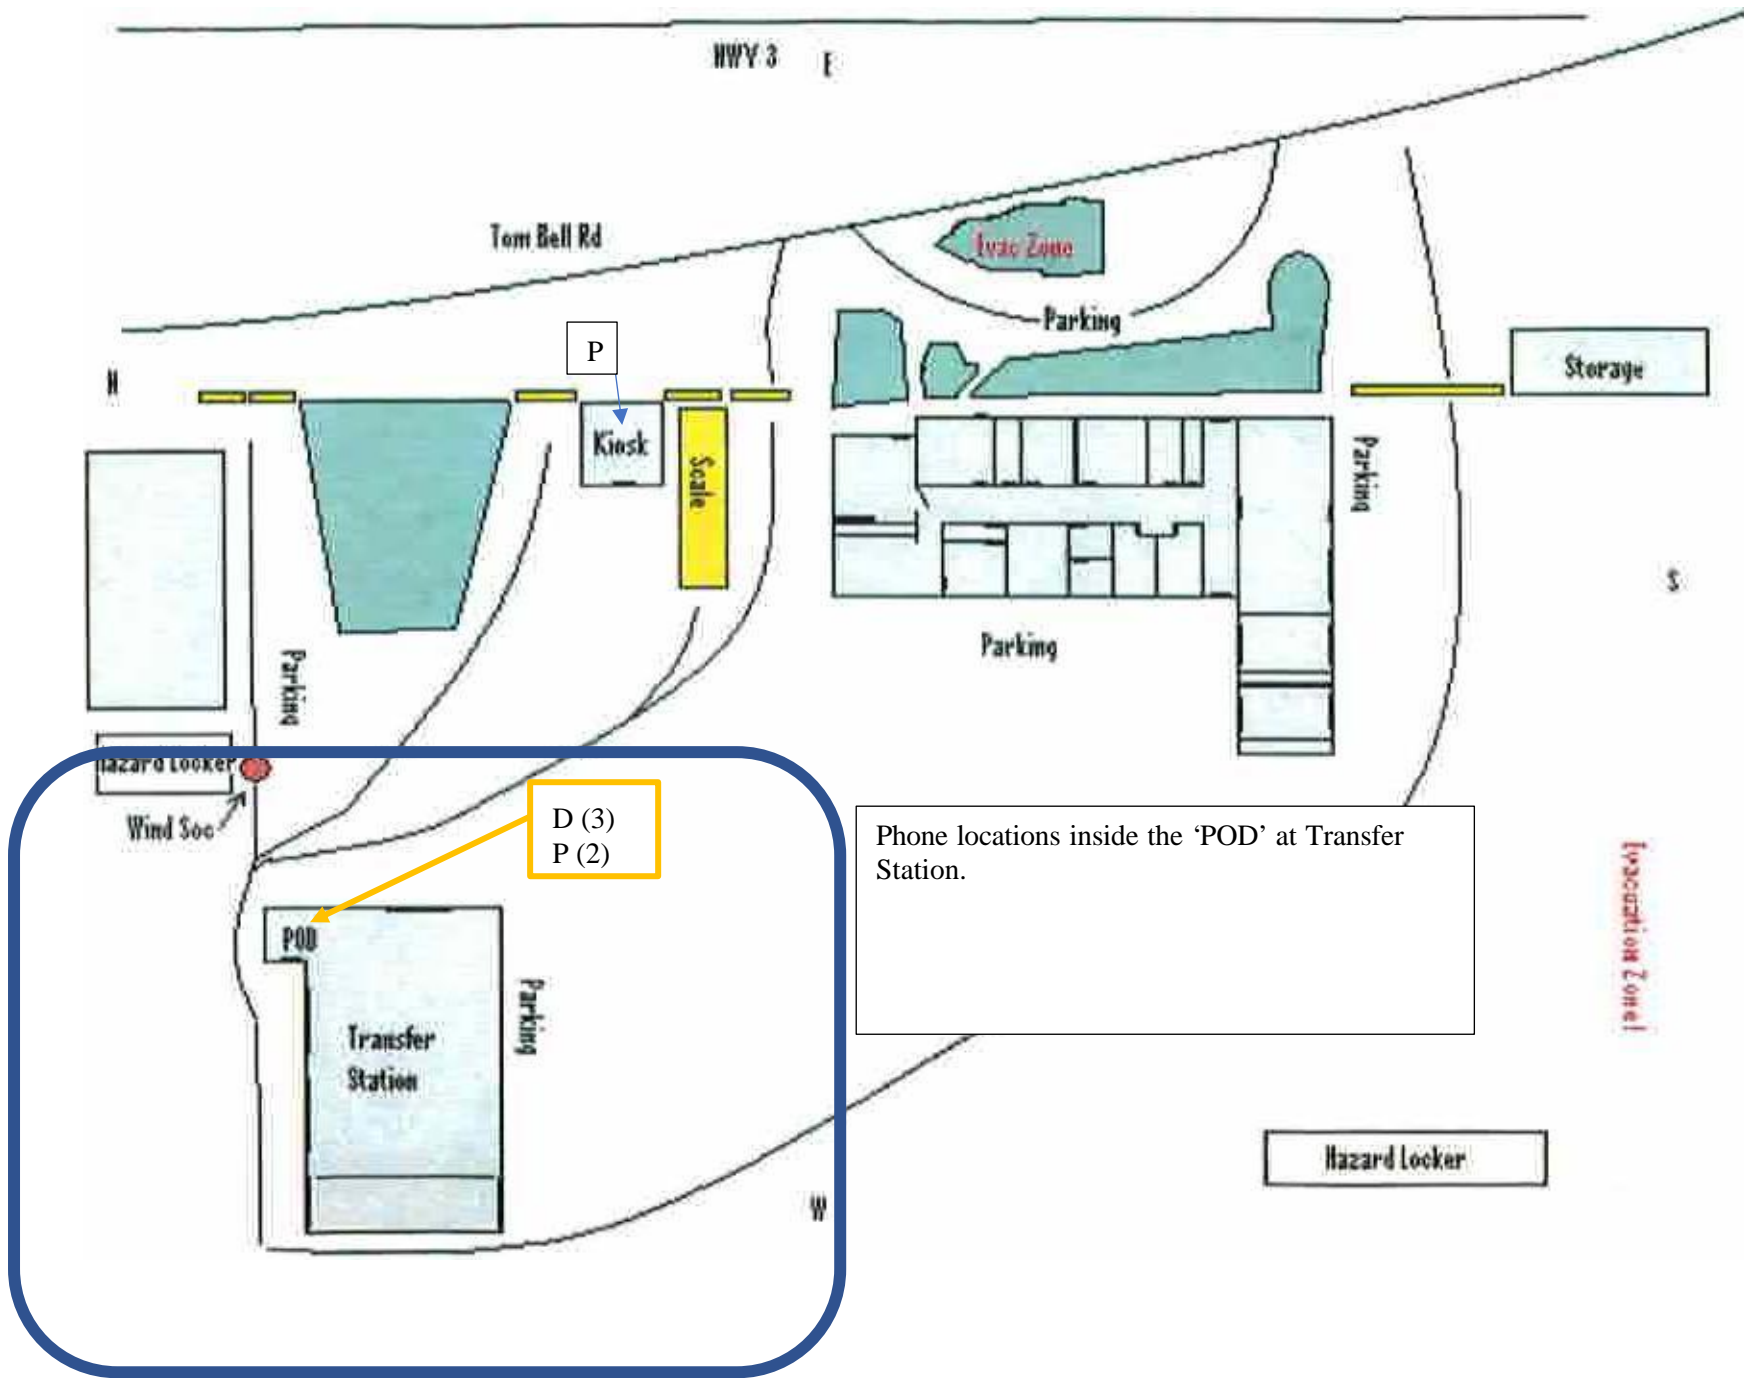 HWY 3
E
Tom Bell Rd
Evac Zone
Parking
P
N
Storage
Kiosk
Scale
Parking
S
Parking
Parking
Hazard Locker
Wind Soc
D (3)
P (2)
Phone locations inside the ‘POD’ at Transfer
Station.
POD
Parking
Evacuation Zone!
Transfer
Station
Hazard Locker
W